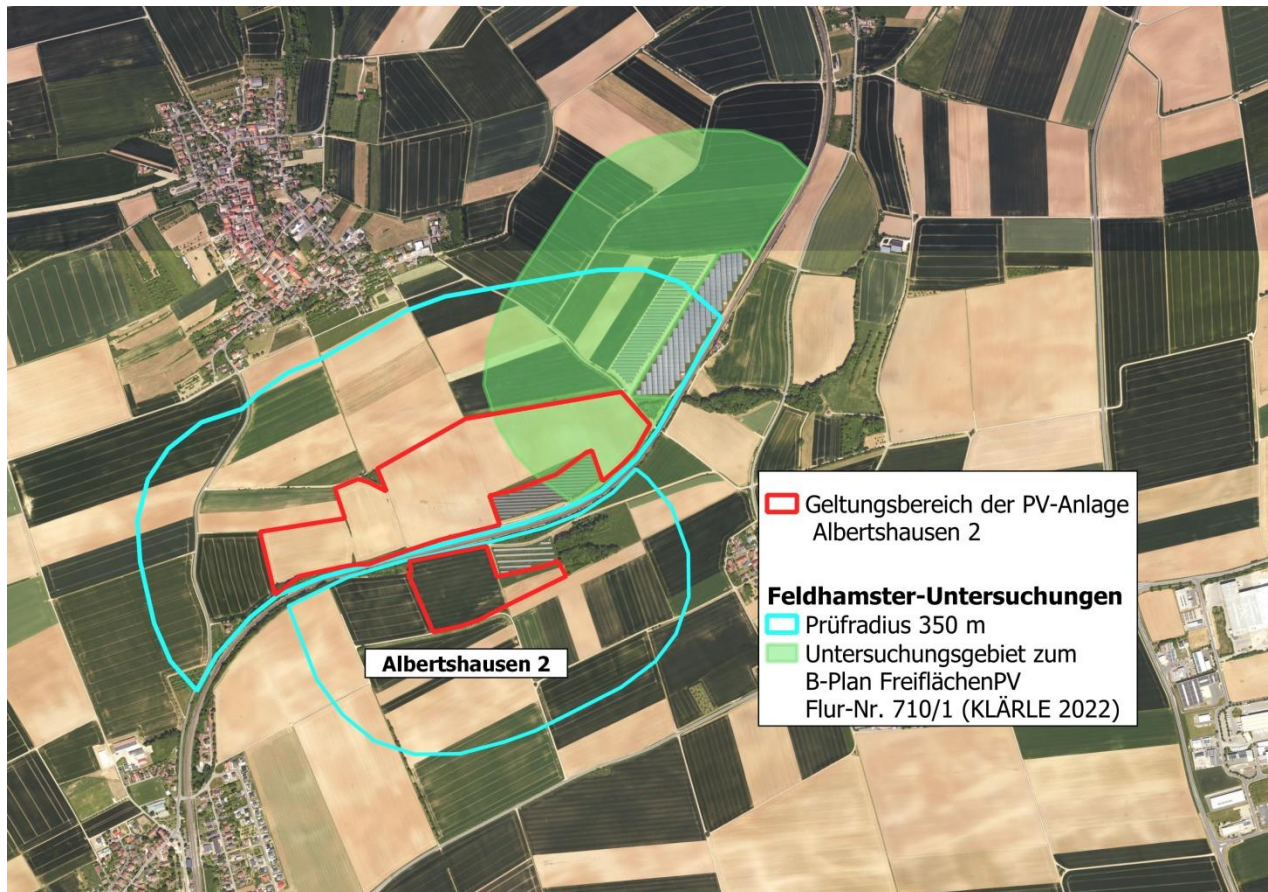 Geltungsbereich der PV-Anlage
Albertshausen 2
Feldhamster-Untersuchungen
Prüfradius 350 m
Untersuchungsgebiet zum
B-Plan FreiflächenPV
Flur-Nr. 710/1 (KLÄRLE 2022)
Albertshausen 2